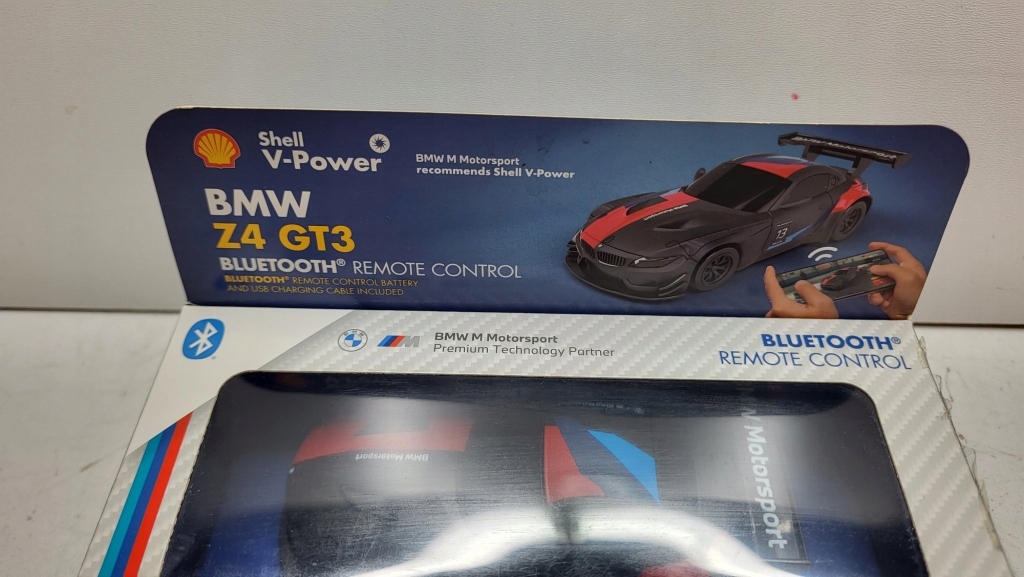 Shell
V-Power
BMW M Motorsport
recommends Shell V-Power
BMW
Z4 GT3
BLUETOOTH® REMOTE CONTROL
BLUETOOTH® REMOTE CONTROL BATTERY
AND USB CHARGING CABLE INCLUDED
13
BMW M Motorsport
Premium Technology Partner
BLUETOOTH®
REMOTE CONTROL
BMW Motorsport
Motorsport